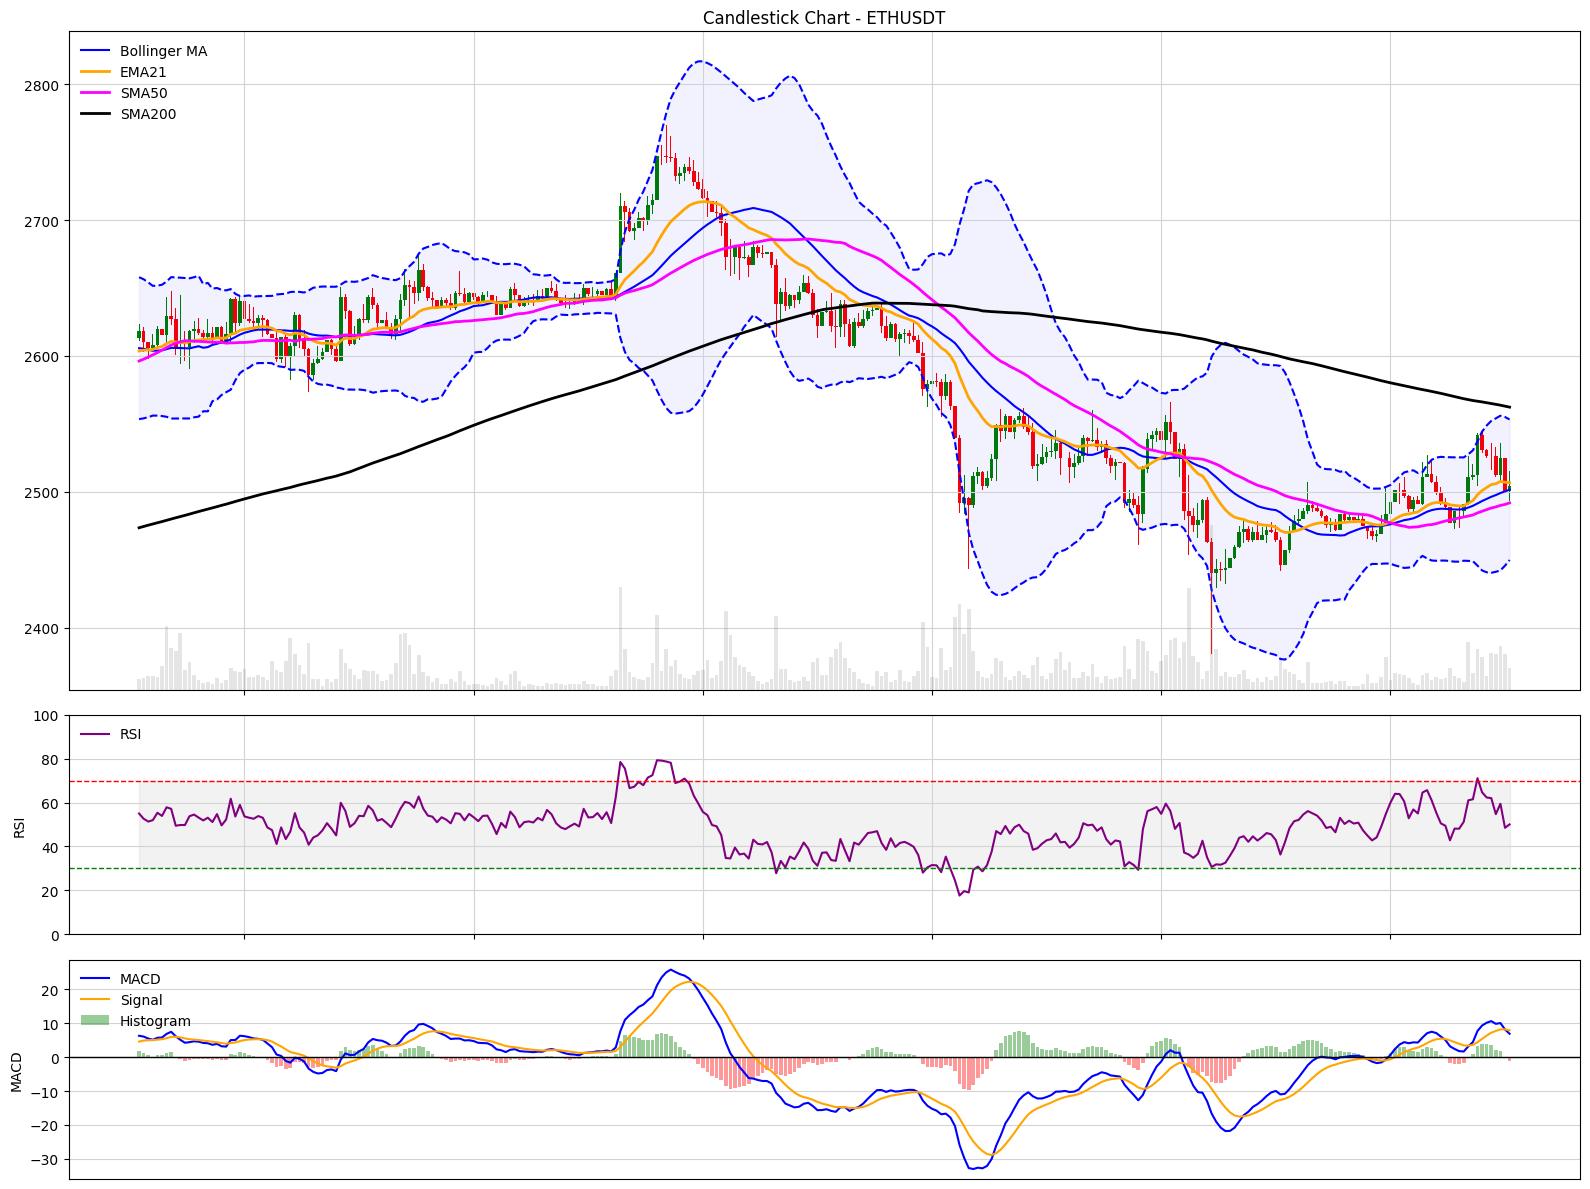 Candlestick Chart - ETHUSDT
Bollinger MA
EMA21
SMA50
SMA200
2800
2700
2600
2500
2400
RSI
100
80
60
40
20
0
RSI
MACD
Signal
Histogram
20
10
0
−10
−20
−30
MACD